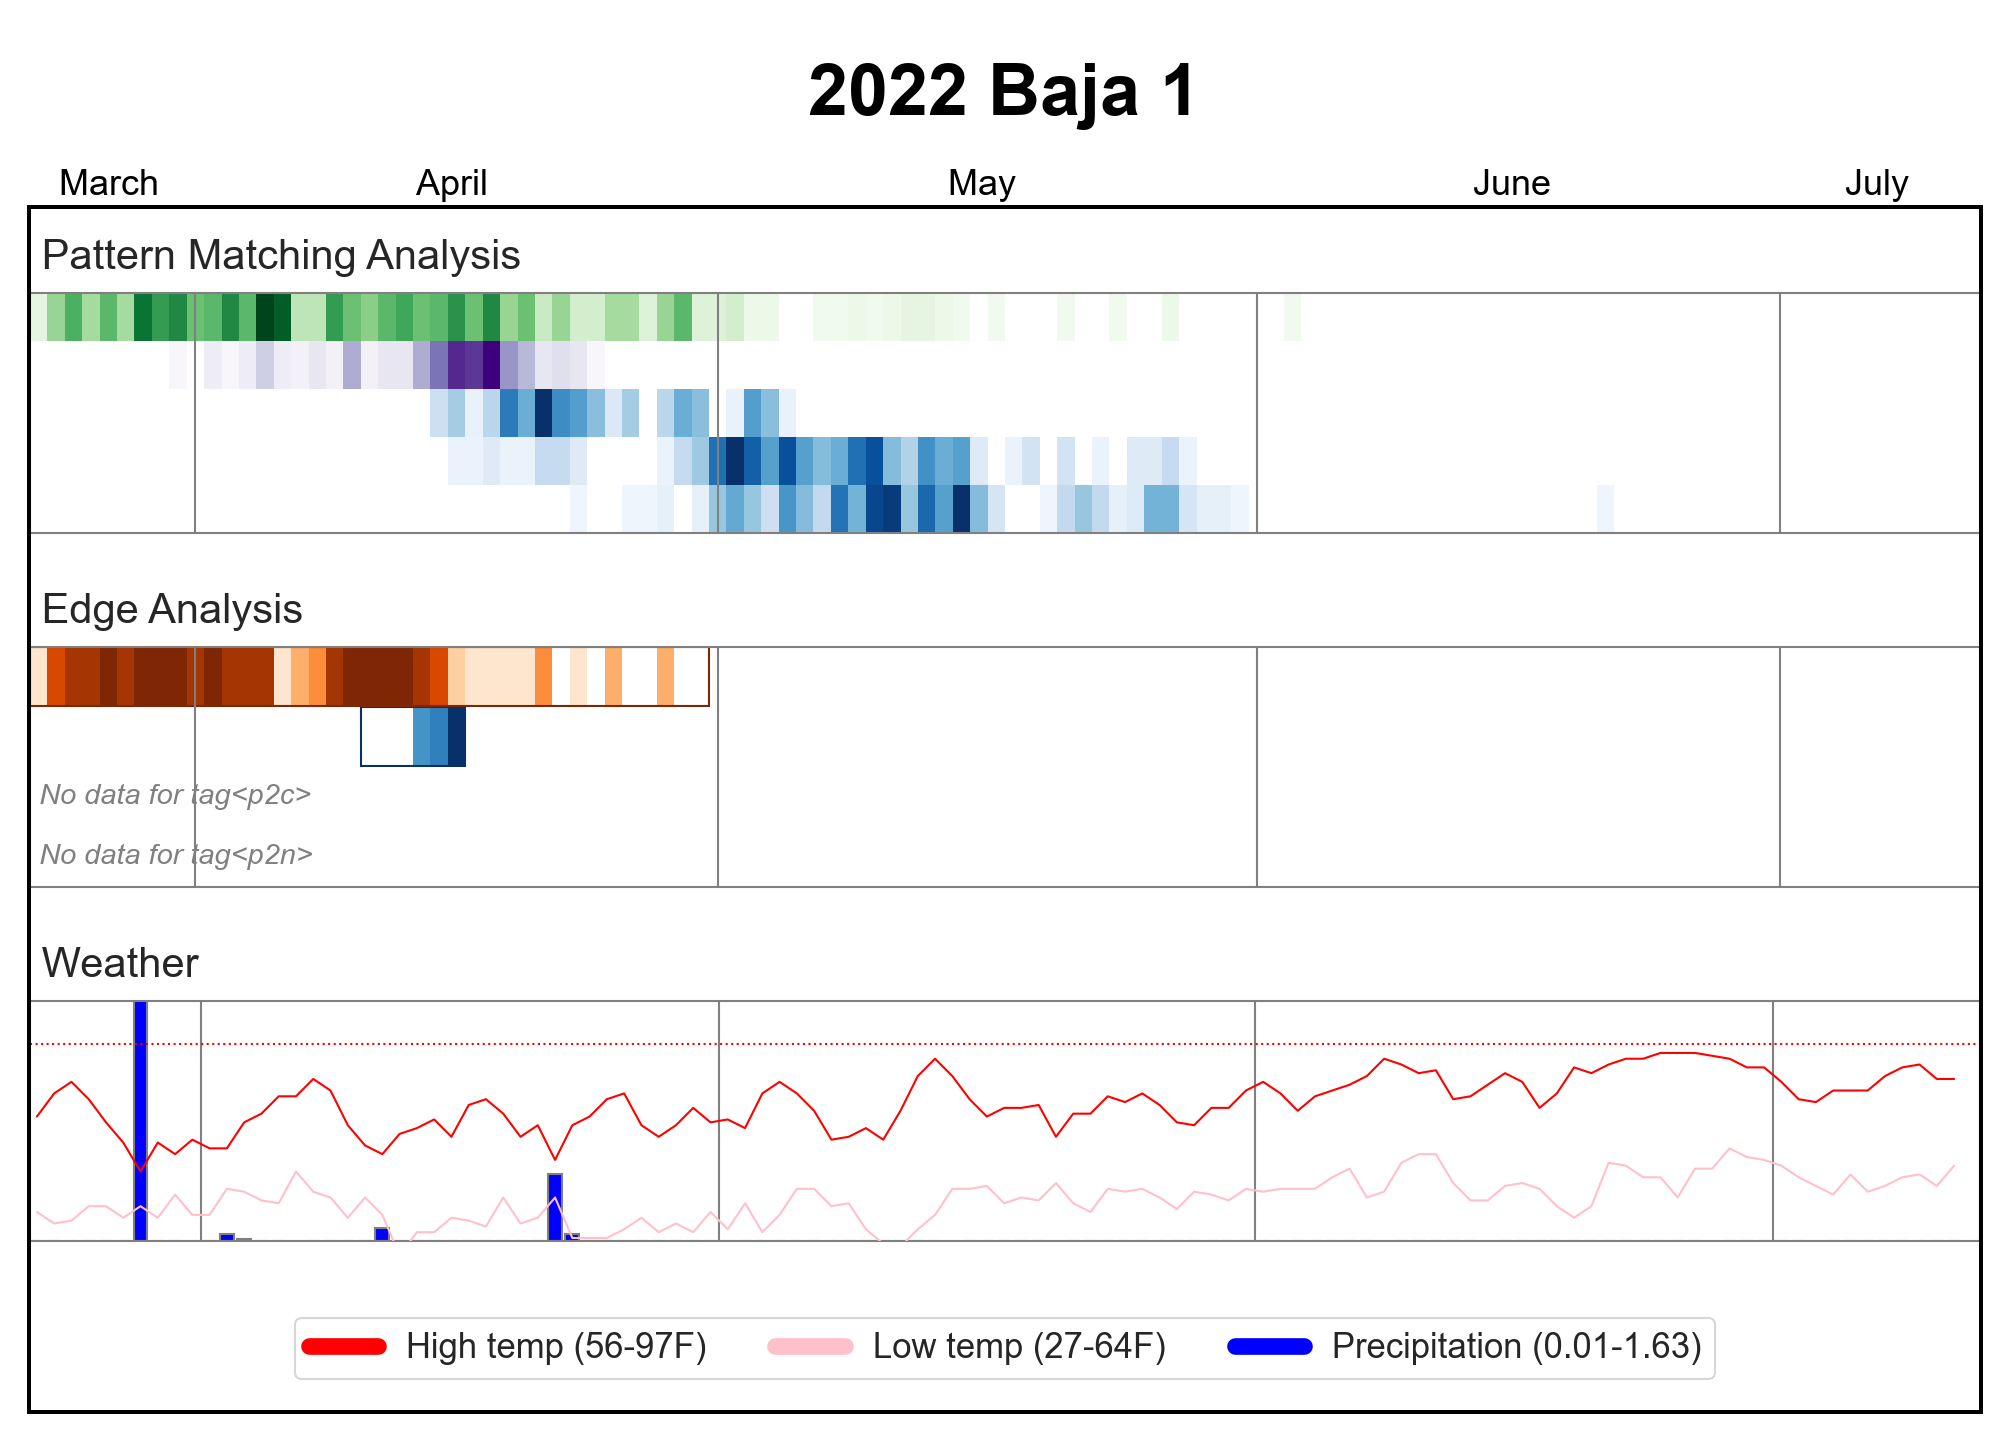 2022 Baja 1
March April May June July
Pattern Matching Analysis
Edge Analysis
No data for tag<p2c>
No data for tag<p2n>
Weather
High temp (56-97F) Low temp (27-64F) Precipitation (0.01-1.63)